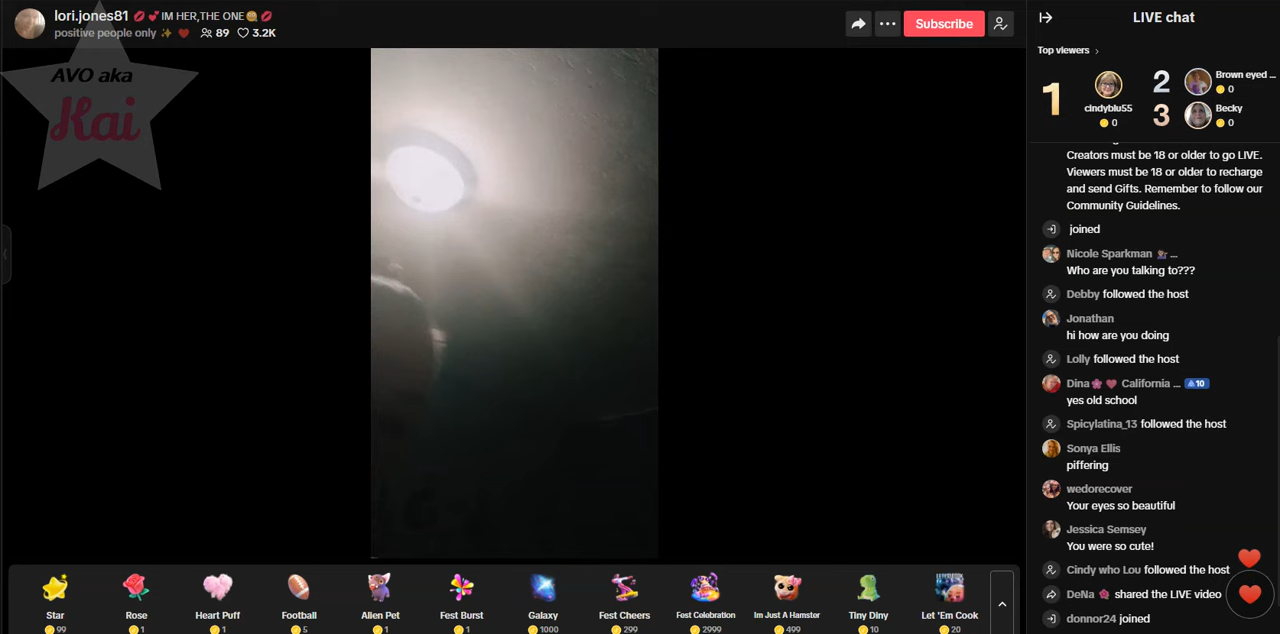 lori.jones81 💋💕IM HER,THE ONE🍪💋
positive people only ✨ ❤️ 89 3.2K
Subscribe
AVO aka
Kai
LIVE chat
Top viewers >
1
cindyblu55
0
2
Brown eyed ...
0
3
Becky
0
Creators must be 18 or older to go LIVE.
Viewers must be 18 or older to recharge
and send Gifts. Remember to follow our
Community Guidelines.
joined
Nicole Sparkman ...
Who are you talking to???
Debby followed the host
Jonathan
hi how are you doing
Lolly followed the host
Dina🌸 ❤️ California ... 10
yes old school
Spicylatina_13 followed the host
Sonya Ellis
piffering
wedorecover
Your eyes so beautiful
Jessica Semsey
You were so cute!
Cindy who Lou followed the host
DeNa 🌺 shared the LIVE video
donnor24 joined
Star Rose Heart Puff Football Alien Pet Fest Burst Galaxy Fest Cheers Fest Celebration Im Just A Hamstor Tiny Diny Let 'Em Cook
99 1 1 5 1 1 1000 299 2999 499 10 20